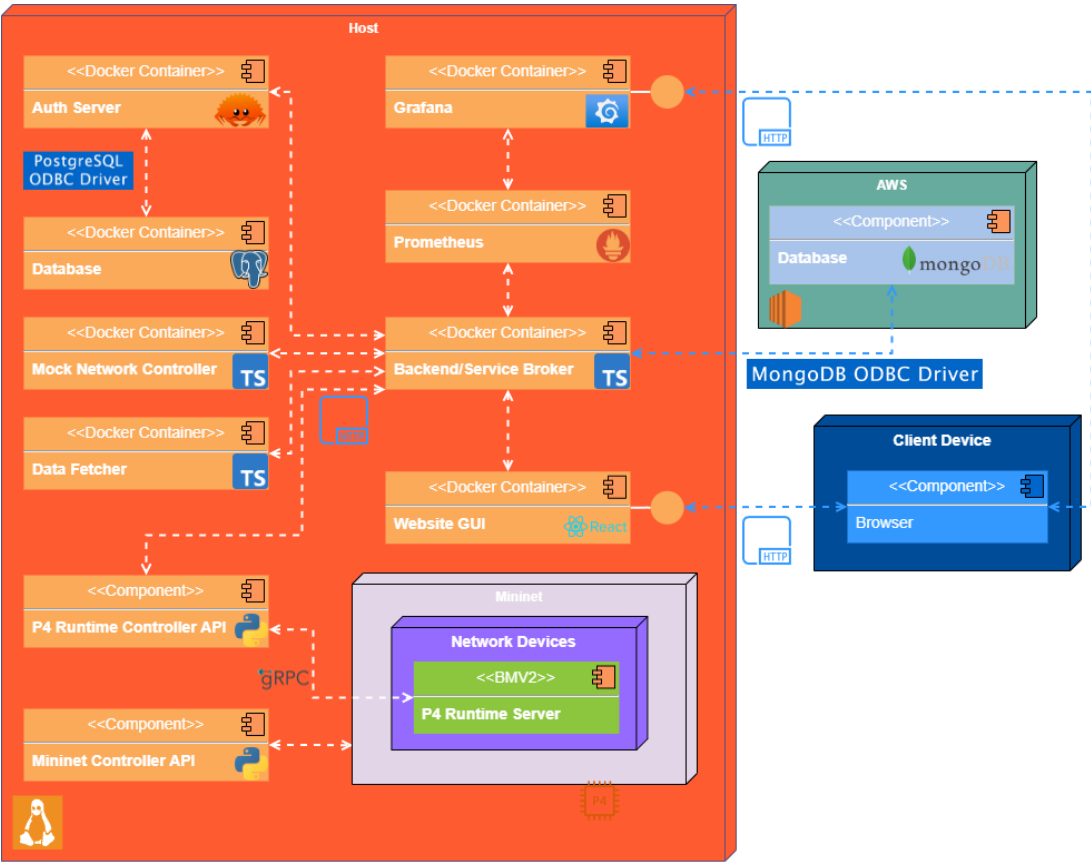 Host
<<Docker Container>>
Auth Server
PostgreSQL
ODBC Driver
<<Docker Container>>
Database
<<Docker Container>>
Mock Network Controller
TS
<<Docker Container>>
Data Fetcher
TS
<<Component>>
P4 Runtime Controller API
gRPC
<<Component>>
Mininet Controller API
<<Docker Container>>
Grafana
<<Docker Container>>
Prometheus
<<Docker Container>>
Backend/Service Broker
TS
HTTP
<<Docker Container>>
Website GUI
React
Mininet
Network Devices
<<BMV2>>
P4 Runtime Server
P4
HTTP
AWS
<<Component>>
Database
mongoDB
MongoDB ODBC Driver
Client Device
<<Component>>
Browser
HTTP